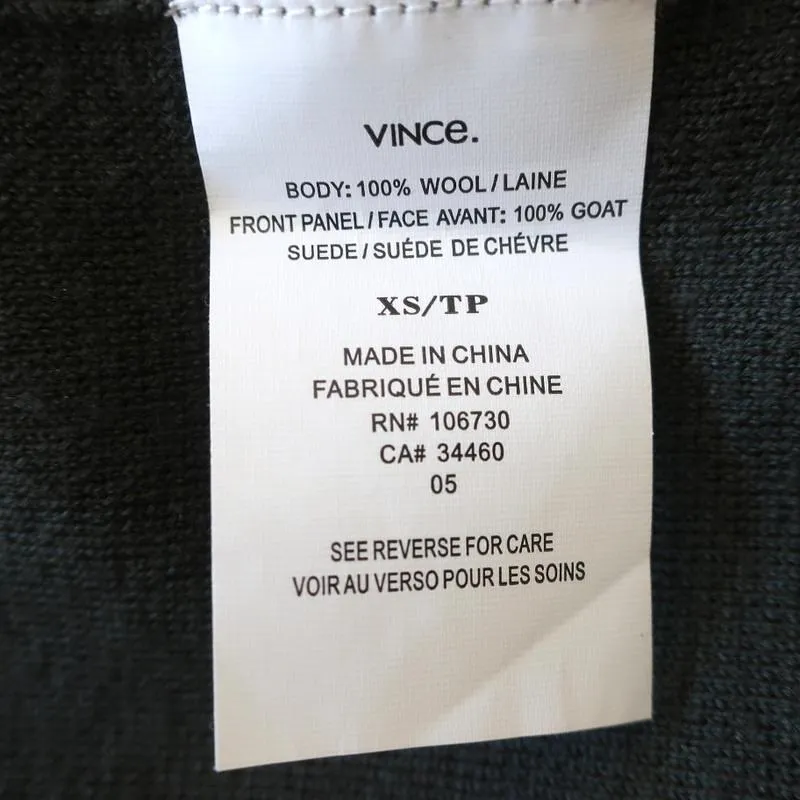 VINCe.
BODY: 100% WOOL / LAINE
FRONT PANEL / FACE AVANT: 100% GOAT
SUEDE / SUÉDE DE CHÉVRE
XS/TP
MADE IN CHINA
FABRIQUÉ EN CHINE
RN# 106730
CA# 34460
05
SEE REVERSE FOR CARE
VOIR AU VERSO POUR LES SOINS